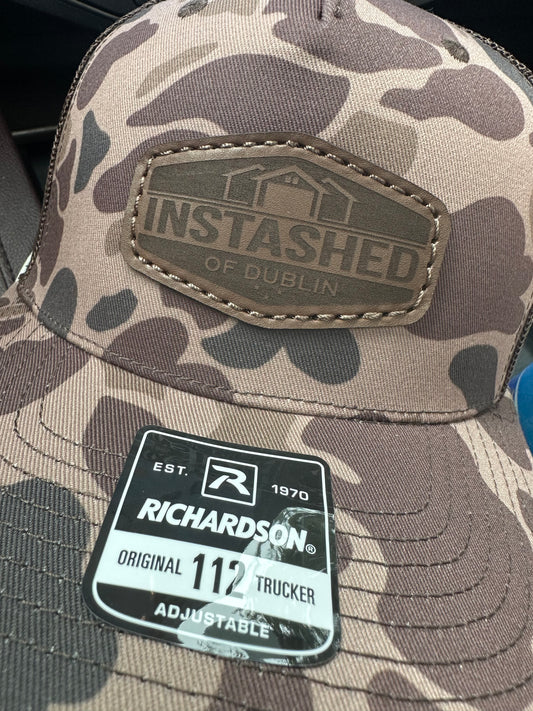 INSTASHED
OF DUBLIN
EST. R 1970
RICHARDSON®
ORIGINAL 112 TRUCKER
ADJUSTABLE